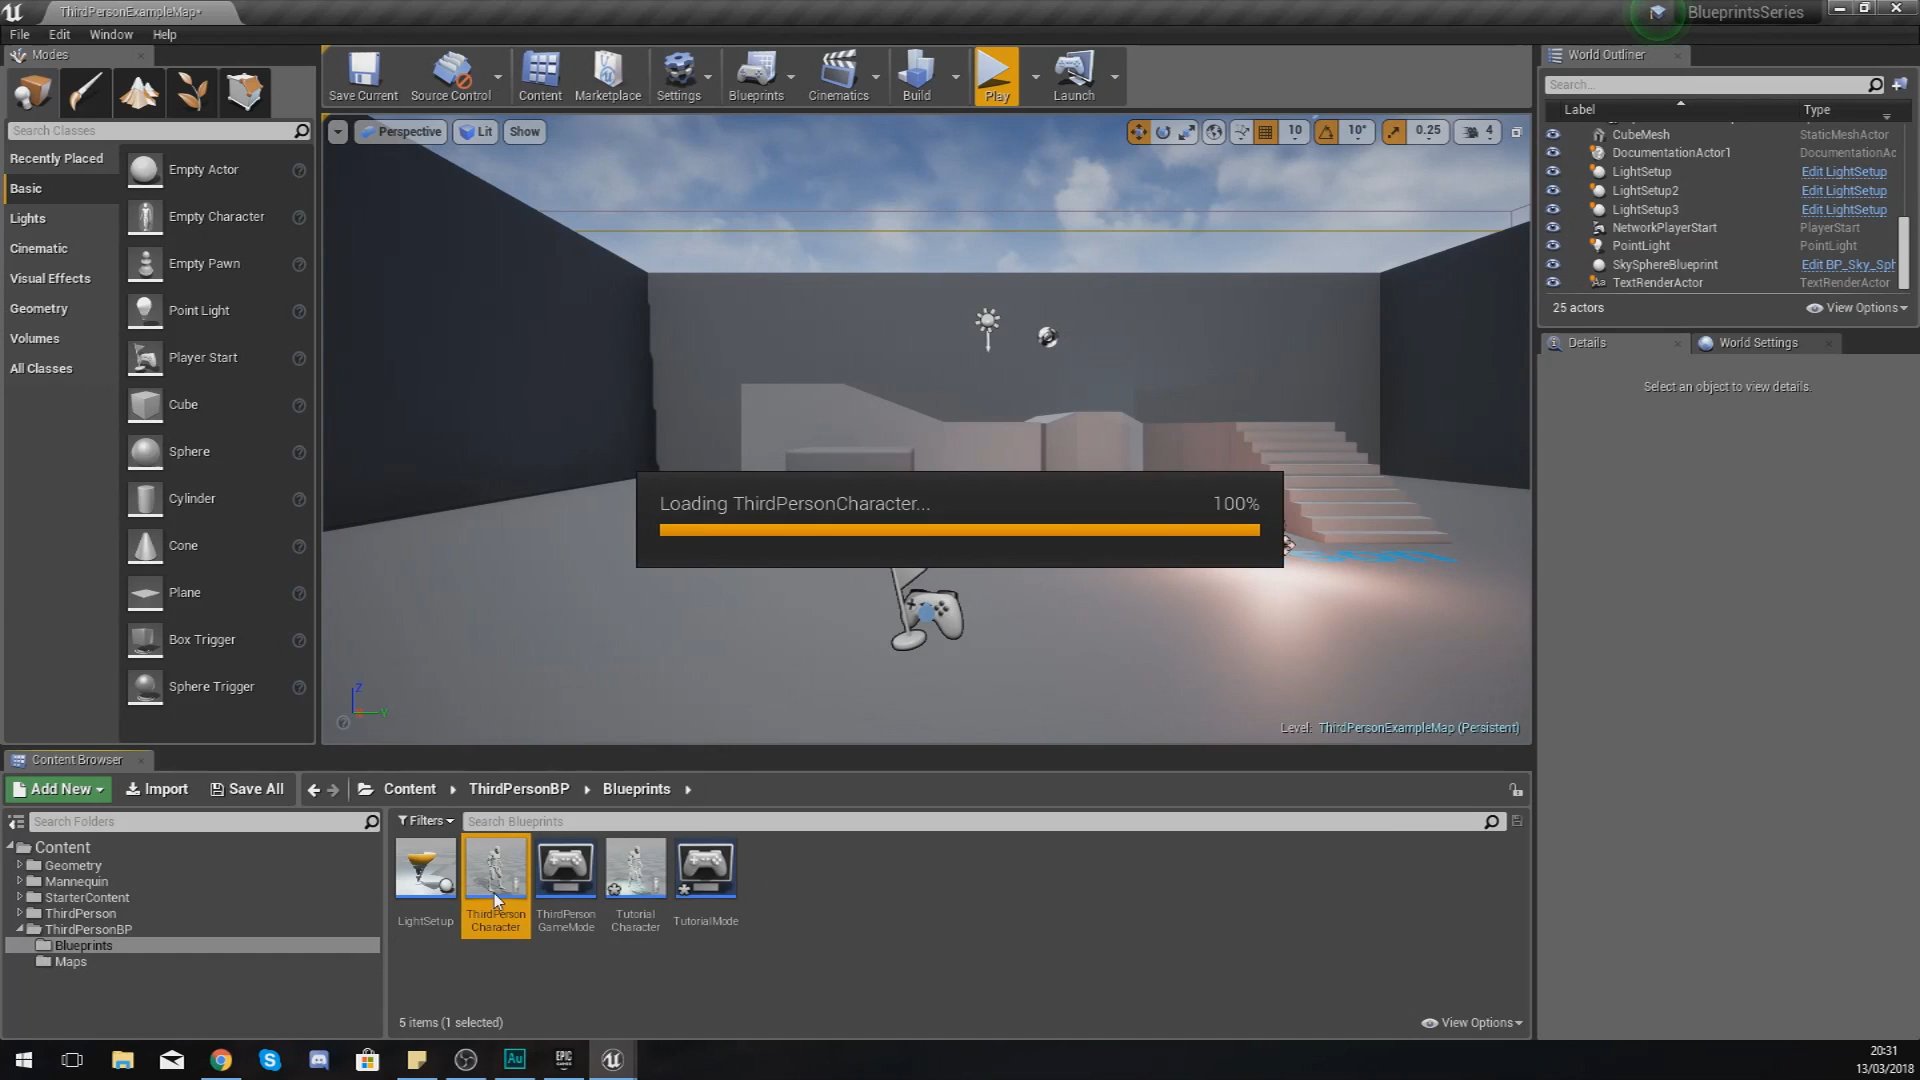 ThirdPersonExampleMap*
BlueprintsSeries
File Edit Window Help
Modes
Search Classes
Recently Placed
Basic
Lights
Cinematic
Visual Effects
Geometry
Volumes
All Classes
Empty Actor
Empty Character
Empty Pawn
Point Light
Player Start
Cube
Sphere
Cylinder
Cone
Plane
Box Trigger
Sphere Trigger
Save Current
Source Control
Content
Marketplace
Settings
Blueprints
Cinematics
Build
Play
Launch
Perspective
Lit
Show
10
10°
0.25
4
Loading ThirdPersonCharacter... 100%
Z
Y
Level: ThirdPersonExampleMap (Persistent)
World Outliner
Search...
Label Type
CubeMesh StaticMeshActor
DocumentationActor1 DocumentationAc
LightSetup Edit LightSetup
LightSetup2 Edit LightSetup
LightSetup3 Edit LightSetup
NetworkPlayerStart PlayerStart
PointLight PointLight
SkySphereBlueprint Edit BP_Sky_Sph
TextRenderActor TextRenderActor
25 actors View Options
Details World Settings
Select an object to view details.
Content Browser
Add New Import Save All Content ThirdPersonBP Blueprints
Search Folders
Content
Geometry
Mannequin
StarterContent
ThirdPerson
ThirdPersonBP
Blueprints
Maps
Filters Search Blueprints
LightSetup
ThirdPerson
Character
ThirdPerson
GameMode
Tutorial
Character
TutorialMode
5 items (1 selected) View Options
Au
EPIC
GAMES
20:31
13/03/2018